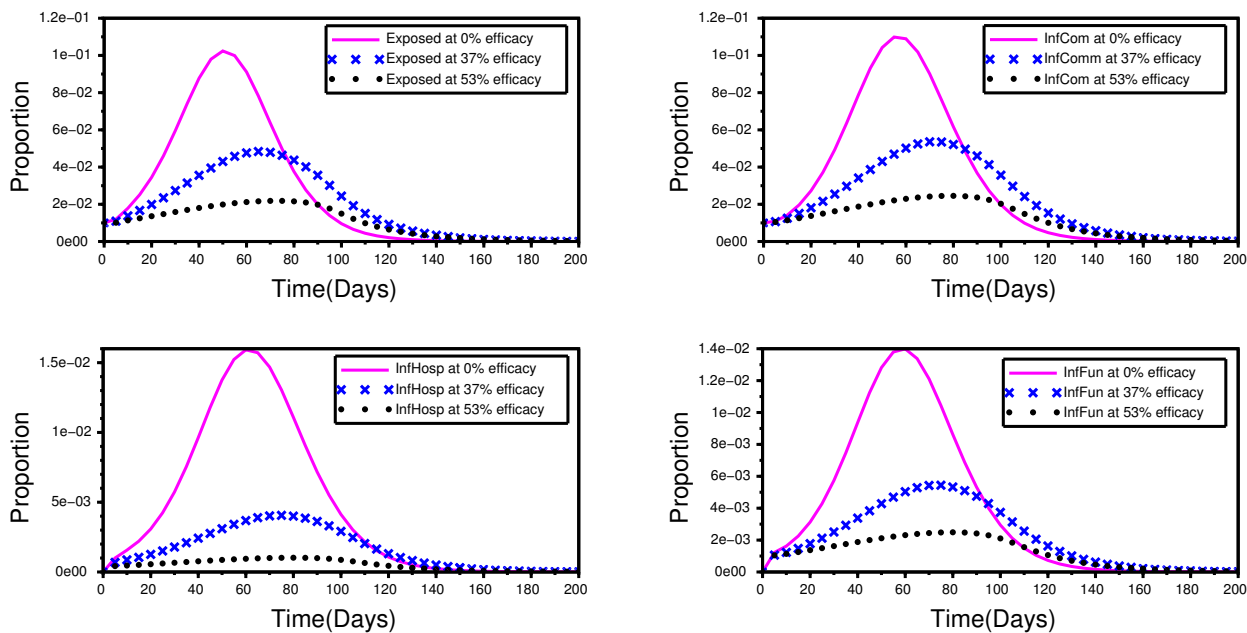 1.2e−01
1e−01
8e−02
6e−02
4e−02
2e−02
0e00
Proportion
Exposed at 0% efficacy
Exposed at 37% efficacy
Exposed at 53% efficacy
0 20 40 60 80 100 120 140 160 180 200
Time(Days)
1.2e−01
1e−01
8e−02
6e−02
4e−02
2e−02
0e00
Proportion
InfCom at 0% efficacy
InfComm at 37% efficacy
InfCom at 53% efficacy
0 20 40 60 80 100 120 140 160 180 200
Time(Days)
1.5e−02
1e−02
5e−03
0e00
Proportion
InfHosp at 0% efficacy
InfHosp at 37% efficacy
InfHosp at 53% efficacy
0 20 40 60 80 100 120 140 160 180 200
Time(Days)
1.4e−02
1.2e−02
1e−02
8e−03
6e−03
4e−03
2e−03
0e00
Proportion
InfFun at 0% efficacy
InfFun at 37% efficacy
InfFun at 53% efficacy
0 20 40 60 80 100 120 140 160 180 200
Time(Days)